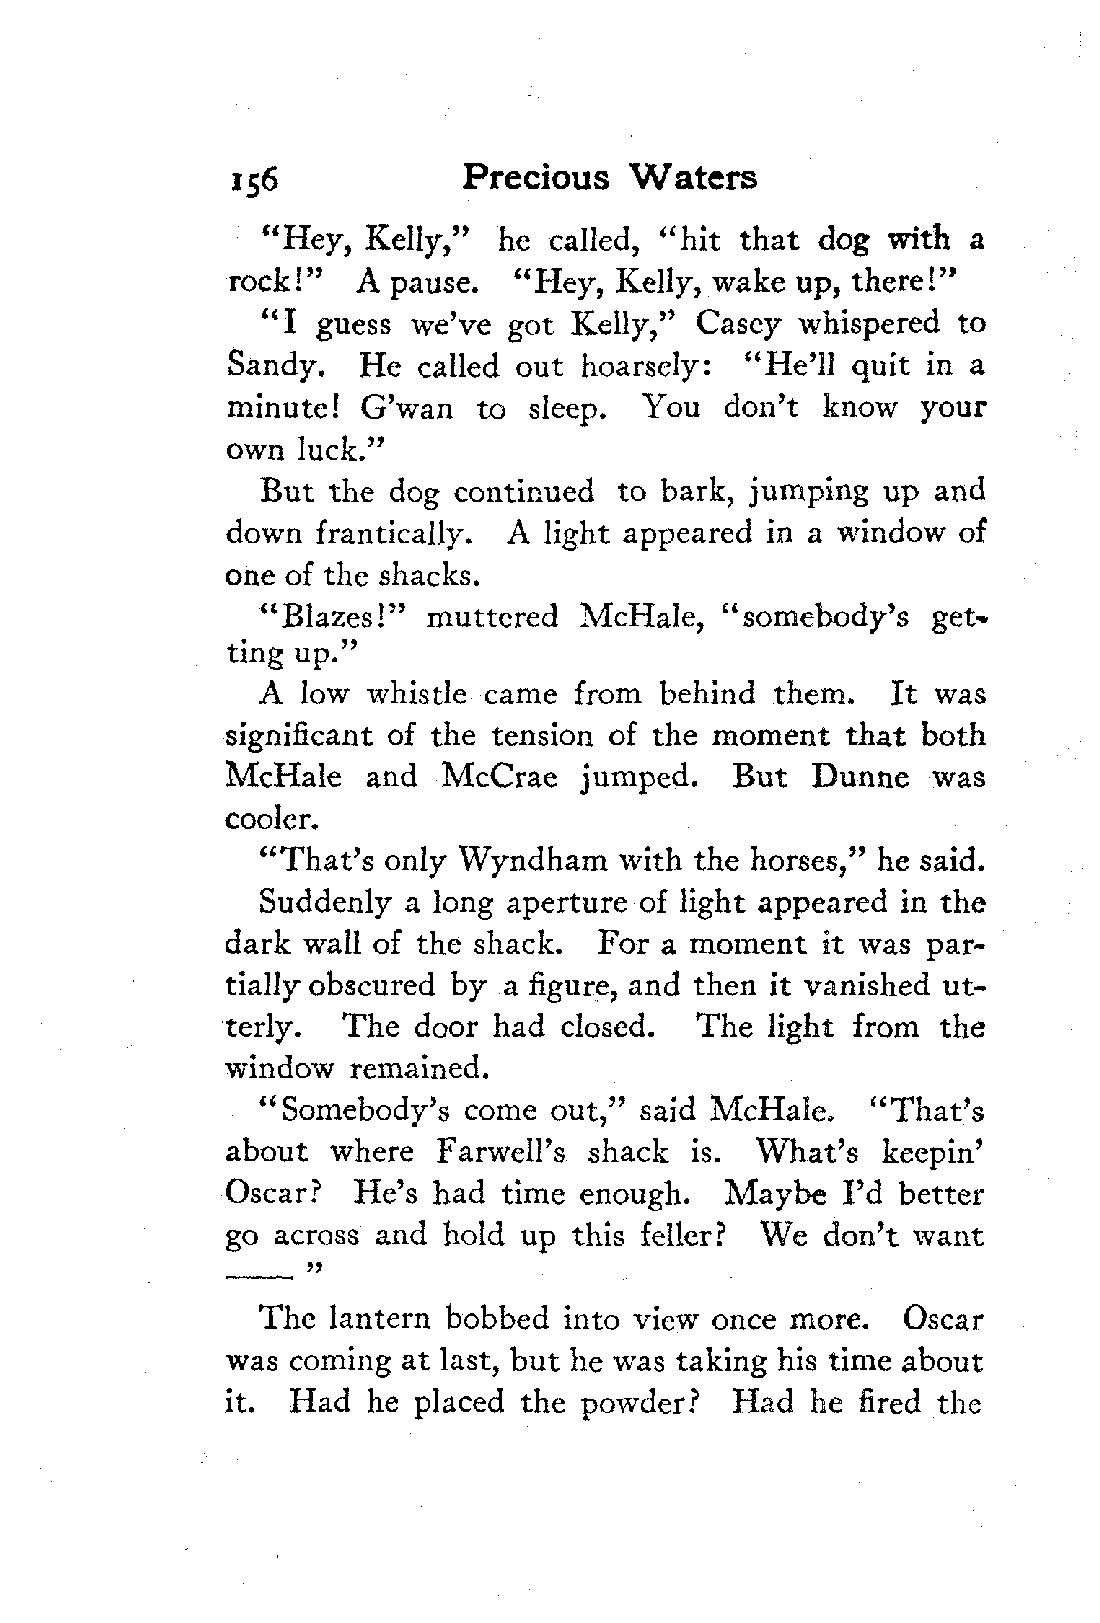 156 Precious Waters
“Hey, Kelly,” he called, “hit that dog with a
rock!” A pause. “Hey, Kelly, wake up, there!”
“I guess we’ve got Kelly,” Casey whispered to
Sandy. He called out hoarsely: “He’ll quit in a
minute! G’wan to sleep. You don’t know your
own luck.”
But the dog continued to bark, jumping up and
down frantically. A light appeared in a window of
one of the shacks.
“Blazes!” muttered McHale, “somebody’s get-
ting up.”
A low whistle came from behind them. It was
significant of the tension of the moment that both
McHale and McCrae jumped. But Dunne was
cooler.
“That’s only Wyndham with the horses,” he said.
Suddenly a long aperture of light appeared in the
dark wall of the shack. For a moment it was par-
tially obscured by a figure, and then it vanished ut-
terly. The door had closed. The light from the
window remained.
“Somebody’s come out,” said McHale. “That’s
about where Farwell’s shack is. What’s keepin’
Oscar? He’s had time enough. Maybe I’d better
go across and hold up this feller? We don’t want
—— ”
The lantern bobbed into view once more. Oscar
was coming at last, but he was taking his time about
it. Had he placed the powder? Had he fired the